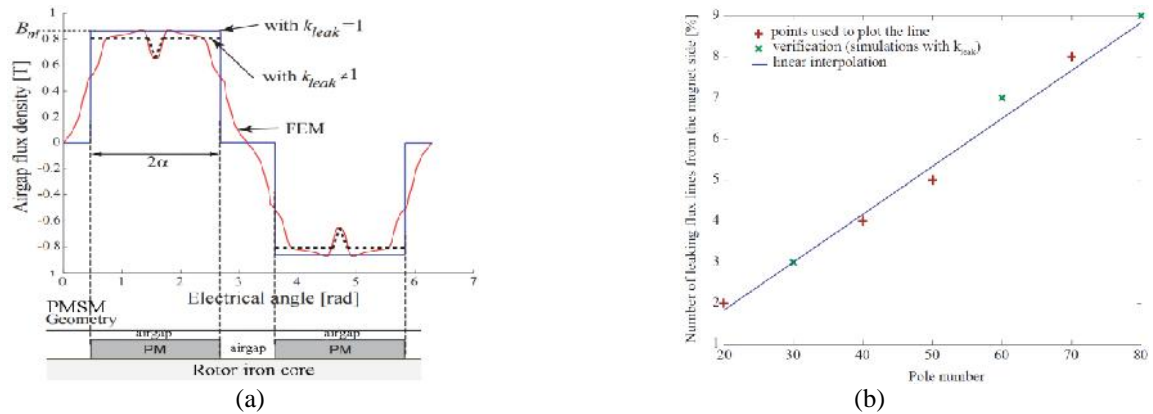 B_m
1
0.8
0.6
0.4
0.2
0
-0.2
-0.4
-0.6
-0.8
1
Airgap flux density [T]
with k_leak=1
with k_leak≠1
FEM
2α
0 1 2 3 4 5 6 7
Electrical angle [rad]
PMSM
Geometry
airgap airgap
PM airgap PM
Rotor iron core
(a)
Number of leaking flux lines from the magnet side [%]
9
8
7
6
5
4
3
2
1
points used to plot the line
verification (simulations with k_leak)
linear interpolation
20 30 40 50 60 70 80
Pole number
(b)